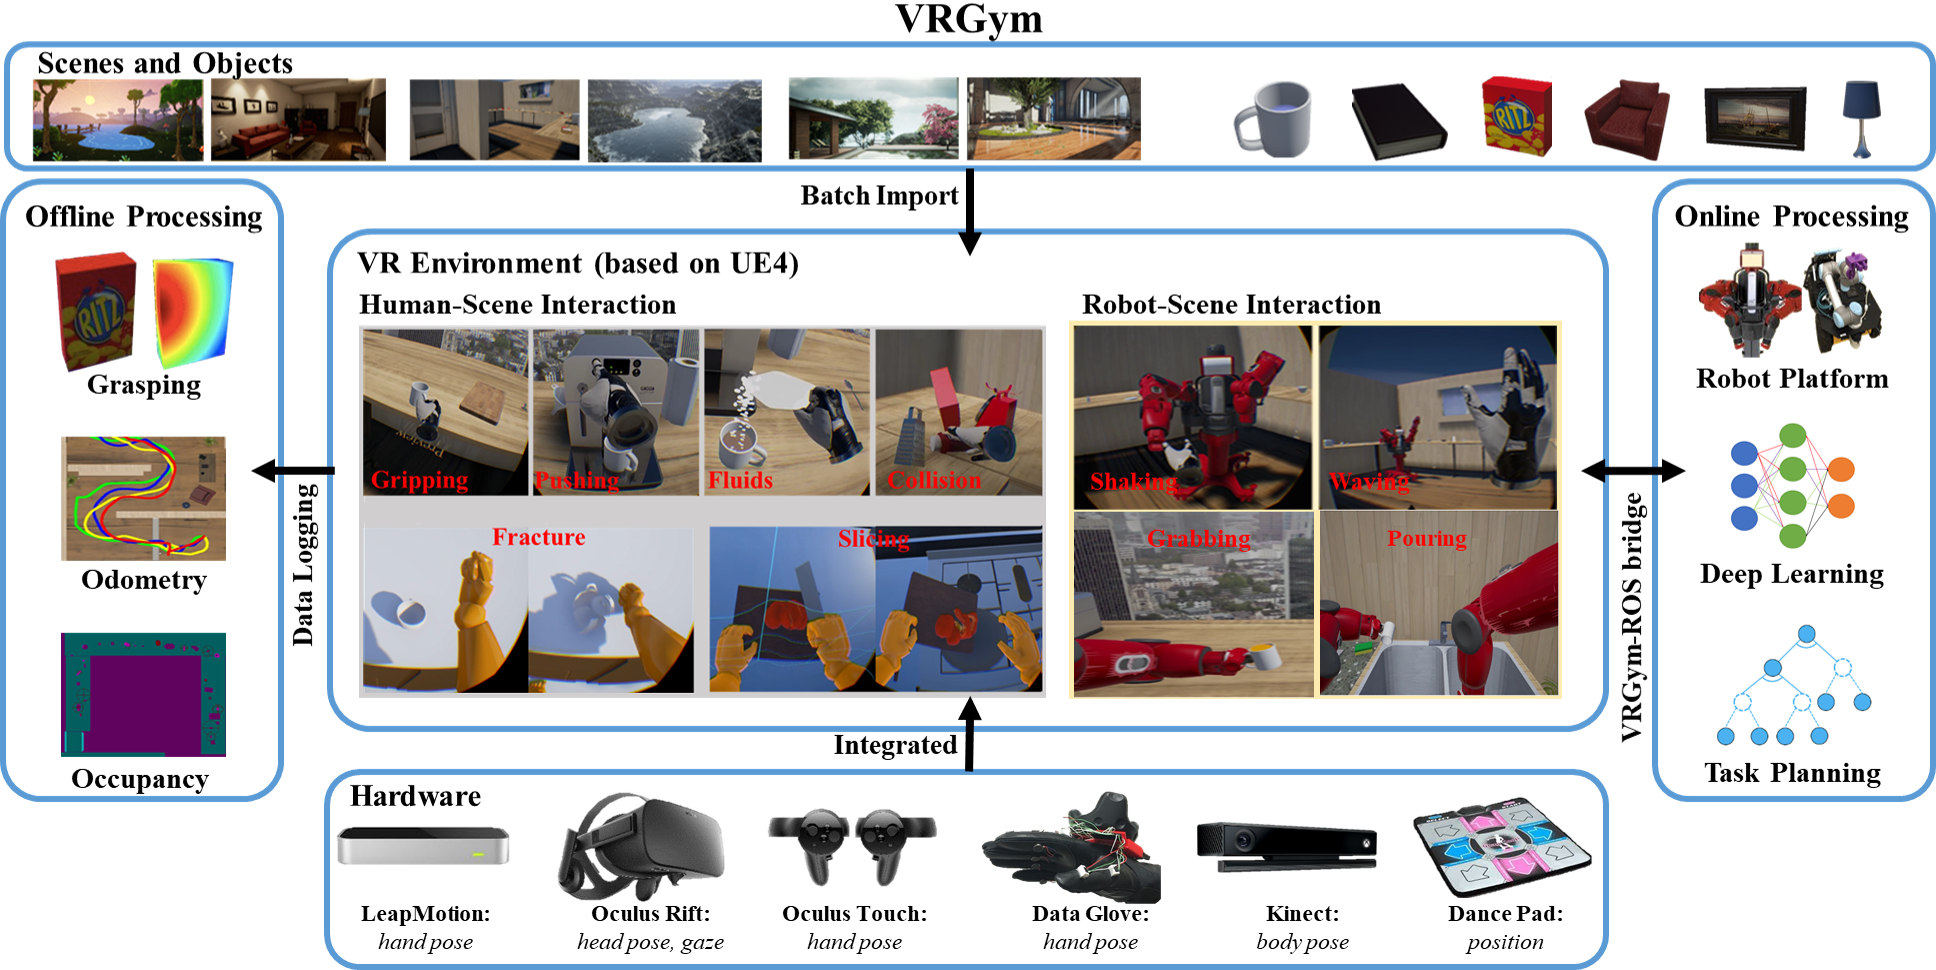 VRGym
Scenes and Objects
RITZ
Batch Import
Offline Processing
RITZ
Grasping
Odometry
Occupancy
Data Logging
VR Environment (based on UE4)
Human-Scene Interaction
Gripping
Pushing
Fluids
Collision
Fracture
Slicing
Robot-Scene Interaction
Shaking
Waving
Grabbing
Pouring
VRGym-ROS bridge
Online Processing
Robot Platform
Deep Learning
Task Planning
Integrated
Hardware
LeapMotion:
hand pose
Oculus Rift:
head pose, gaze
Oculus Touch:
hand pose
Data Glove:
hand pose
Kinect:
body pose
Dance Pad:
position